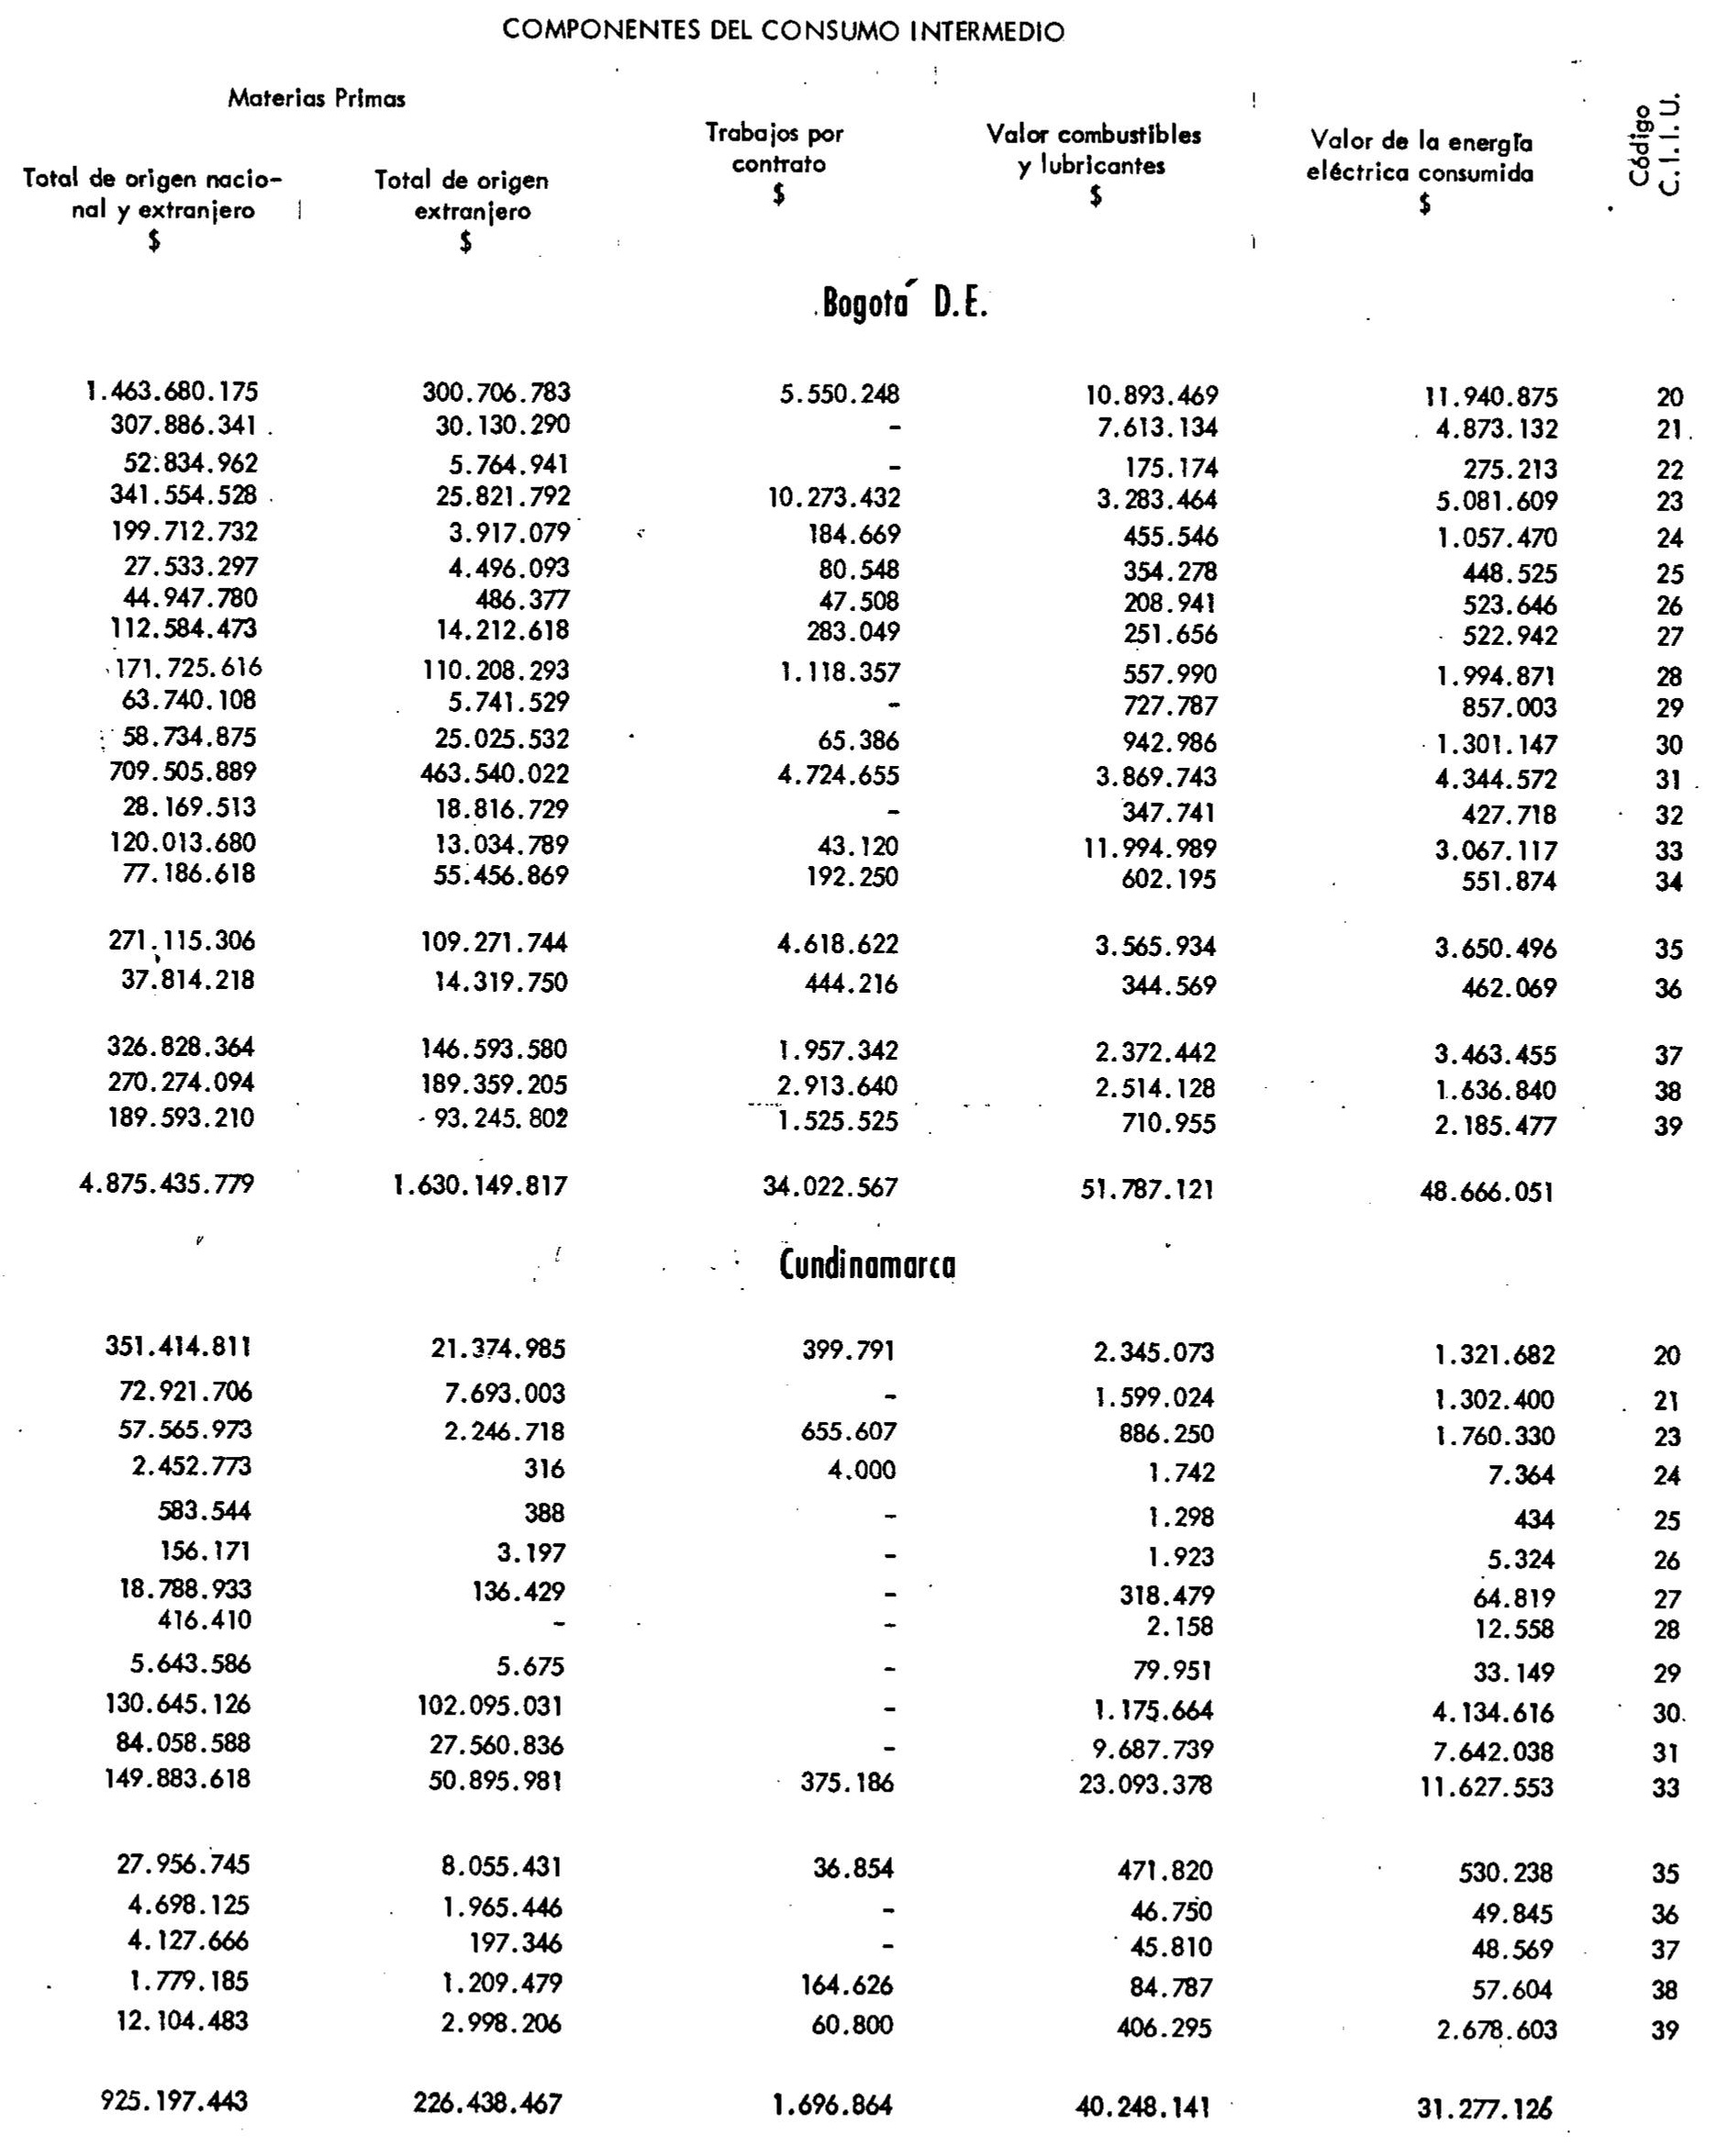 COMPONENTES DEL CONSUMO INTERMEDIO
Materias Primas
Total de origen nacio-
nal y extranjero
$
Total de origen
extranjero
$
Trabajos por
contrato
$
Valor combustibles
y lubricantes
$
Valor de la energía
eléctrica consumida
$
Código
C.I.I.U.
Bogotá D.E.
1.463.680.175 300.706.783 5.550.248 10.893.469 11.940.875 20
307.886.341 30.130.290 - 7.613.134 4.873.132 21
52.834.962 5.764.941 - 175.174 275.213 22
341.554.528 25.821.792 10.273.432 3.283.464 5.081.609 23
199.712.732 3.917.079 184.669 455.546 1.057.470 24
27.533.297 4.496.093 80.548 354.278 448.525 25
44.947.780 486.377 47.508 208.941 523.646 26
112.584.473 14.212.618 283.049 251.656 522.942 27
171.725.616 110.208.293 1.118.357 557.990 1.994.871 28
63.740.108 5.741.529 - 727.787 857.003 29
58.734.875 25.025.532 65.386 942.986 1.301.147 30
709.505.889 463.540.022 4.724.655 3.869.743 4.344.572 31
28.169.513 18.816.729 - 347.741 427.718 32
120.013.680 13.034.789 43.120 11.994.989 3.067.117 33
77.186.618 55.456.869 192.250 602.195 551.874 34
271.115.306 109.271.744 4.618.622 3.565.934 3.650.496 35
37.814.218 14.319.750 444.216 344.569 462.069 36
326.828.364 146.593.580 1.957.342 2.372.442 3.463.455 37
270.274.094 189.359.205 2.913.640 2.514.128 1.636.840 38
189.593.210 93.245.802 1.525.525 710.955 2.185.477 39
4.875.435.779 1.630.149.817 34.022.567 51.787.121 48.666.051
Cundinamarca
351.414.811 21.374.985 399.791 2.345.073 1.321.682 20
72.921.706 7.693.003 - 1.599.024 1.302.400 21
57.565.973 2.246.718 655.607 886.250 1.760.330 23
2.452.773 316 4.000 1.742 7.364 24
583.544 388 - 1.298 434 25
156.171 3.197 - 1.923 5.324 26
18.788.933 136.429 - 318.479 64.819 27
416.410 - - 2.158 12.558 28
5.643.586 5.675 - 79.951 33.149 29
130.645.126 102.095.031 - 1.175.664 4.134.616 30
84.058.588 27.560.836 - 9.687.739 7.642.038 31
149.883.618 50.895.981 375.186 23.093.378 11.627.553 33
27.956.745 8.055.431 36.854 471.820 530.238 35
4.698.125 1.965.446 - 46.750 49.845 36
4.127.666 197.346 - 45.810 48.569 37
1.779.185 1.209.479 164.626 84.787 57.604 38
12.104.483 2.998.206 60.800 406.295 2.678.603 39
925.197.443 226.438.467 1.696.864 40.248.141 31.277.126